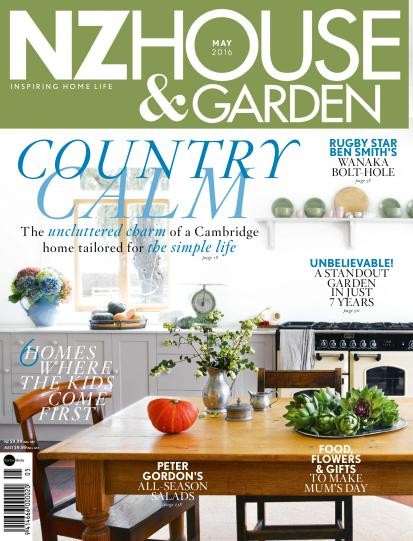 NZHOUSE
MAY
2016
INSPIRING HOME LIFE
& GARDEN
COUNTRY
CALM
The uncluttered charm of a Cambridge
home tailored for the simple life
RUGBY STAR
BEN SMITH'S
WANAKA
BOLT-HOLE
UNBELIEVABLE!
A STANDOUT
GARDEN
IN JUST
7 YEARS
6 HOMES
WHERE
THE KIDS
COME
FIRST
PETER
GORDON'S
ALL-SEASON
SALADS
FOOD,
FLOWERS
& GIFTS
TO MAKE
MUM'S DAY